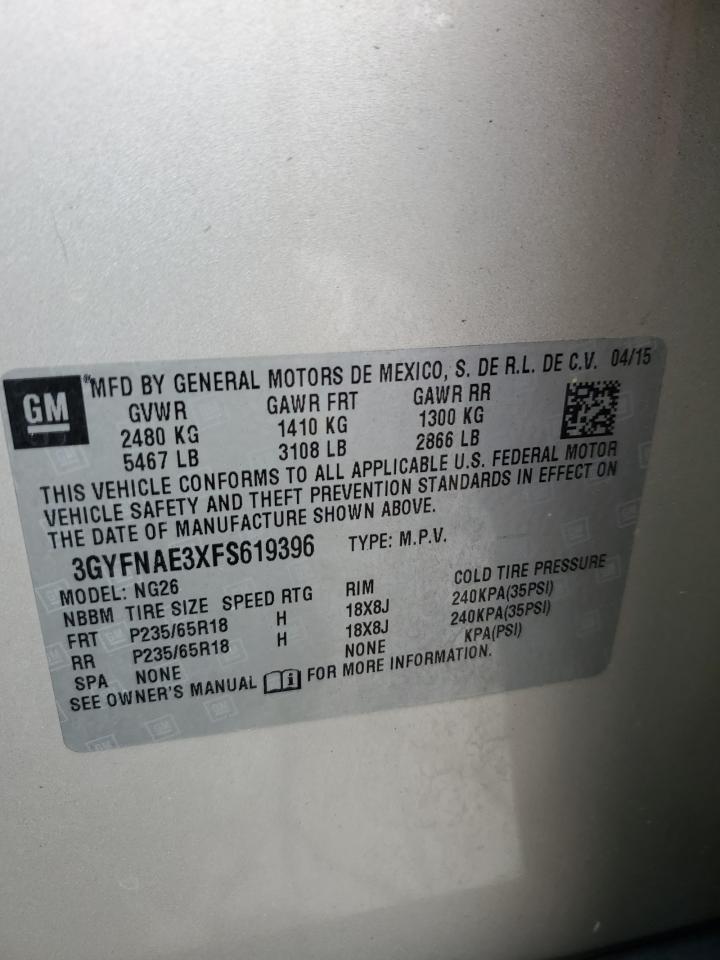 GM ® MFD BY GENERAL MOTORS DE MEXICO, S. DE R.L. DE C.V. 04/15
GVWR GAWR FRT GAWR RR
2480 KG 1410 KG 1300 KG
5467 LB 3108 LB 2866 LB
THIS VEHICLE CONFORMS TO ALL APPLICABLE U.S. FEDERAL MOTOR
VEHICLE SAFETY AND THEFT PREVENTION STANDARDS IN EFFECT ON
THE DATE OF MANUFACTURE SHOWN ABOVE.
3GYFNAE3XFS619396 TYPE: M.P.V.
MODEL: NG26
NBBM TIRE SIZE SPEED RTG RIM COLD TIRE PRESSURE
FRT P235/65R18 H 18X8J 240KPA(35PSI)
RR P235/65R18 H 18X8J 240KPA(35PSI)
SPA NONE NONE KPA(PSI)
SEE OWNER'S MANUAL i FOR MORE INFORMATION.